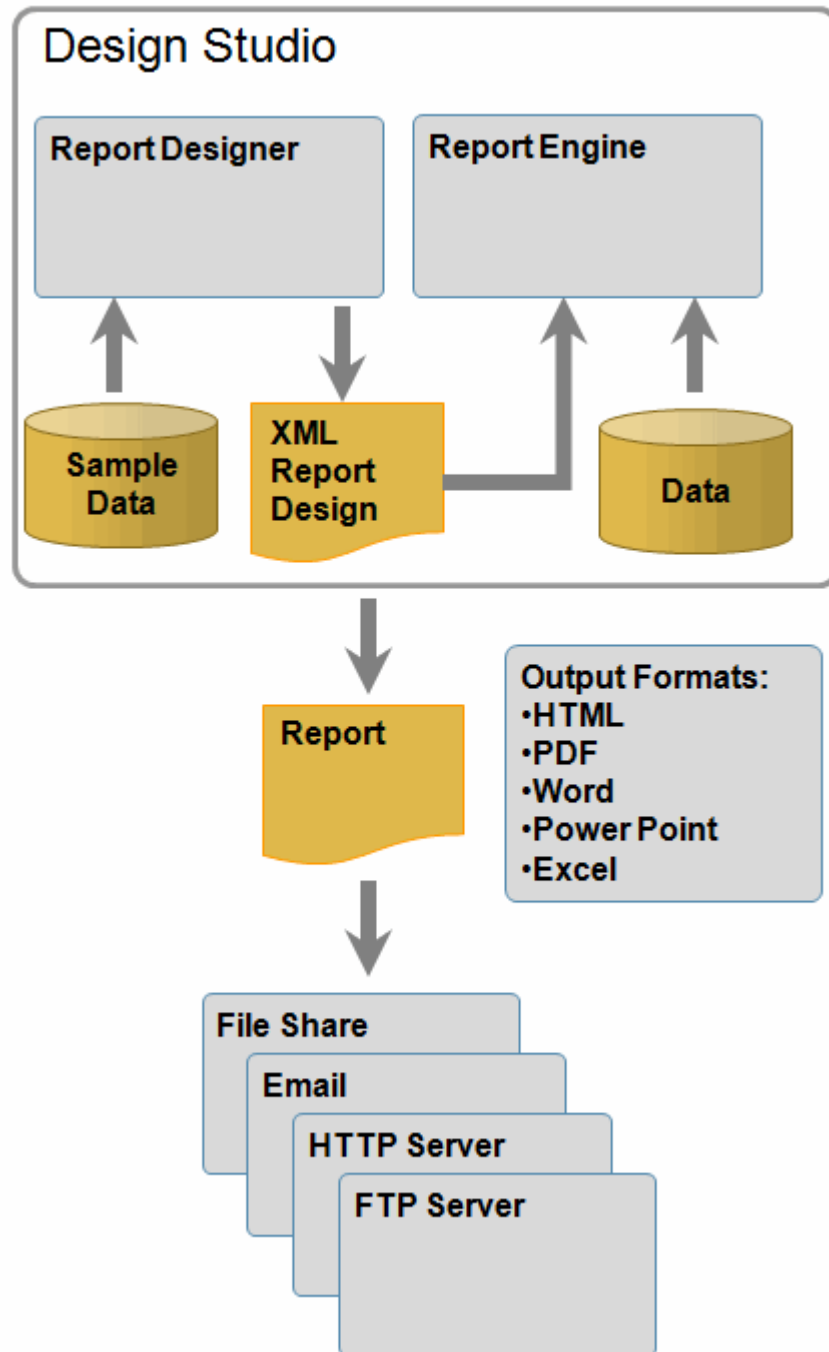 Design Studio
Report Designer
Report Engine
Sample
Data
XML
Report
Design
Data
Report
Output Formats:
•HTML
•PDF
•Word
•Power Point
•Excel
File Share
Email
HTTP Server
FTP Server